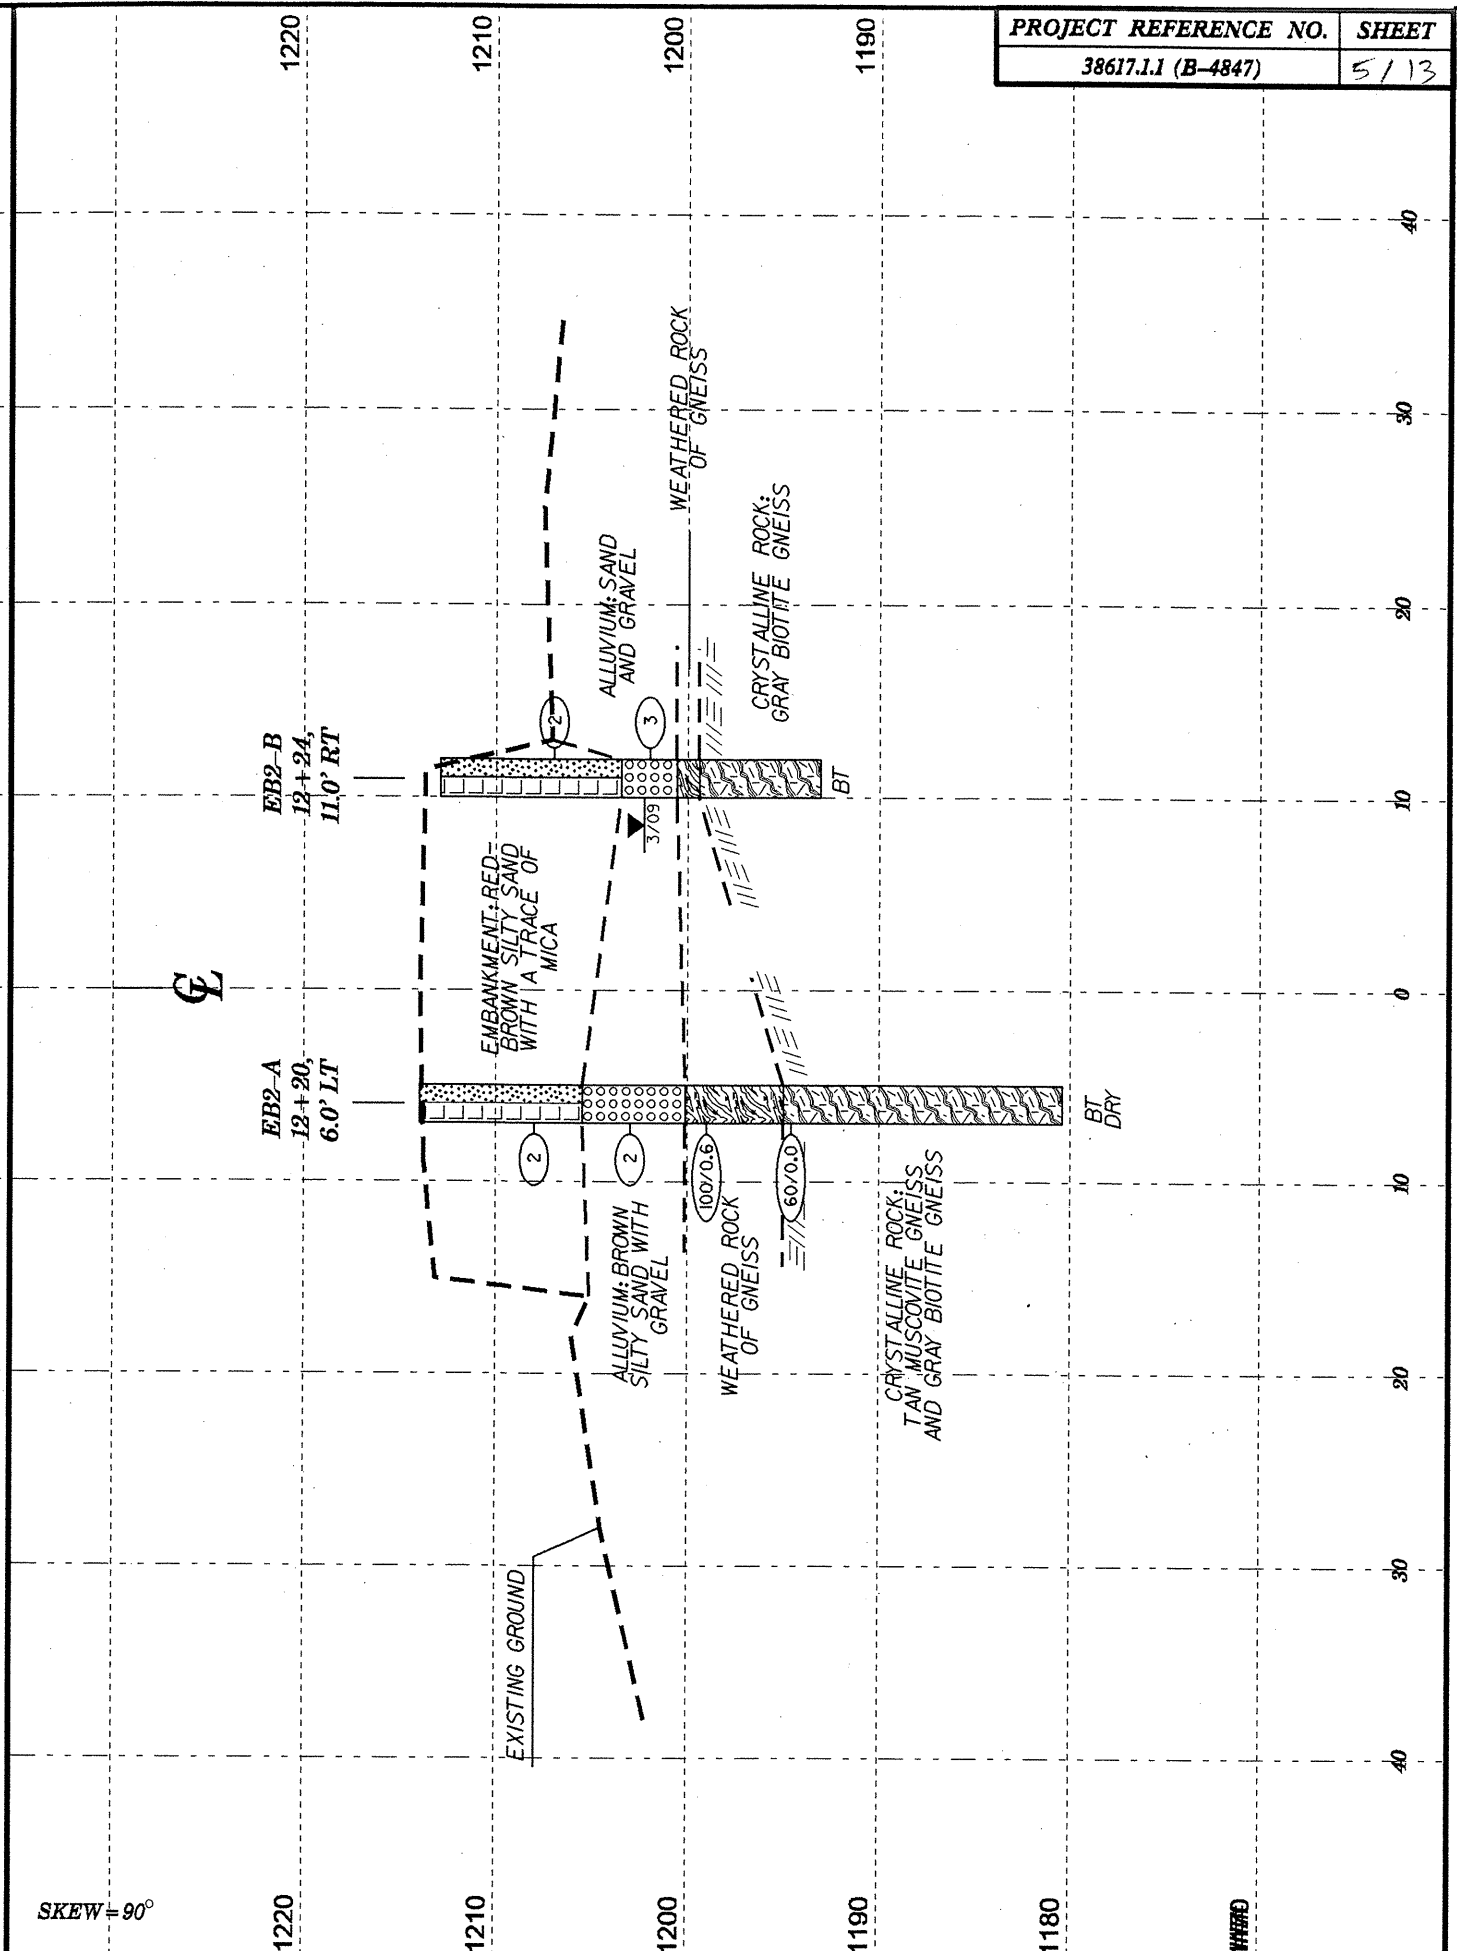 PROJECT REFERENCE NO. SHEET
38617.1.1 (B-4847) 5 / 13
1220
1210
1200
1190
40
30
20
10
0
10
20
30
40
WEATHERED ROCK
OF GNEISS
CRYSTALLINE ROCK:
GRAY BIOTITE GNEISS
ALLUVIUM: SAND
AND GRAVEL
EB2-B
12+24,
11.0' RT
2
3
3/09
BT
EMBANKMENT: RED-
BROWN SILTY SAND
WITH A TRACE OF
MICA
CL
EB2-A
12+20,
6.0' LT
2
2
100/0.6
60/0.0
BT
DRY
ALLUVIUM: BROWN
SILTY SAND WITH
GRAVEL
WEATHERED ROCK
OF GNEISS
CRYSTALLINE ROCK:
TAN MUSCOVITE GNEISS
AND GRAY BIOTITE GNEISS
EXISTING GROUND
SKEW = 90°
1220
1210
1200
1190
1180